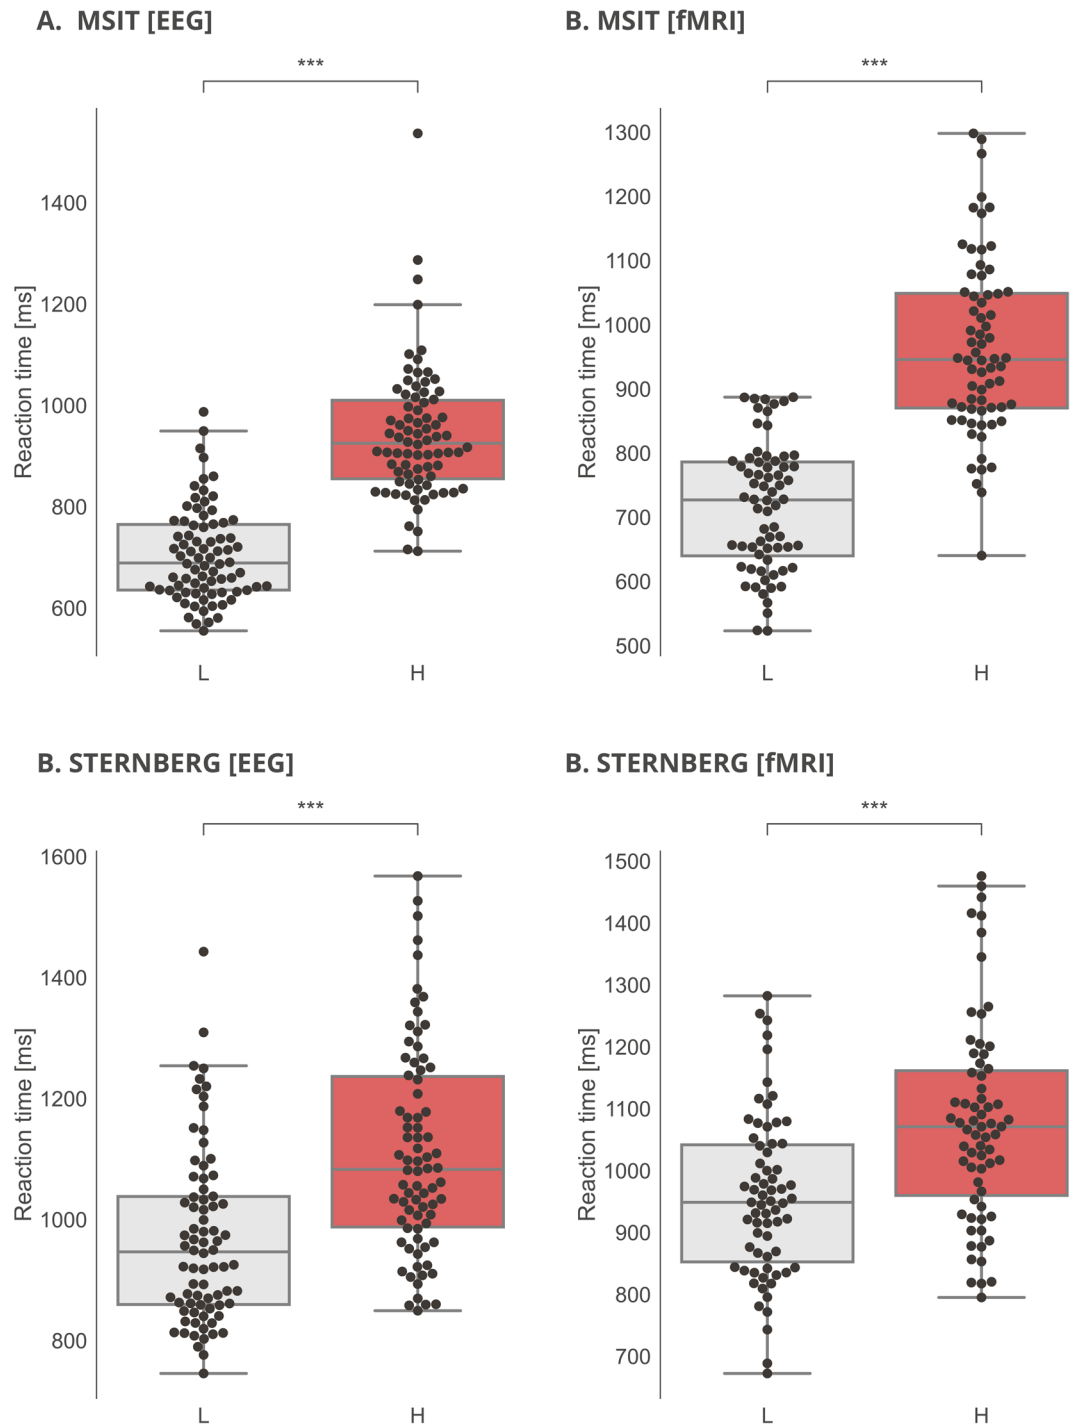 A. MSIT [EEG]
***
Reaction time [ms]
1400
1200
1000
800
600
L
H
B. MSIT [fMRI]
***
Reaction time [ms]
1300
1200
1100
1000
900
800
700
600
500
L
H
B. STERNBERG [EEG]
***
Reaction time [ms]
1600
1400
1200
1000
800
L
H
B. STERNBERG [fMRI]
***
Reaction time [ms]
1500
1400
1300
1200
1100
1000
900
800
700
L
H